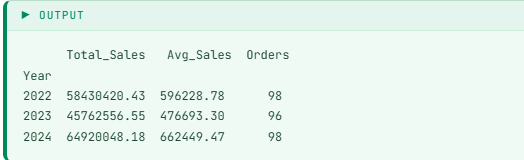 ▶ OUTPUT
Total_Sales Avg_Sales Orders
Year
2022 58430420.43 596228.78 98
2023 45762556.55 476693.30 96
2024 64920048.18 662449.47 98